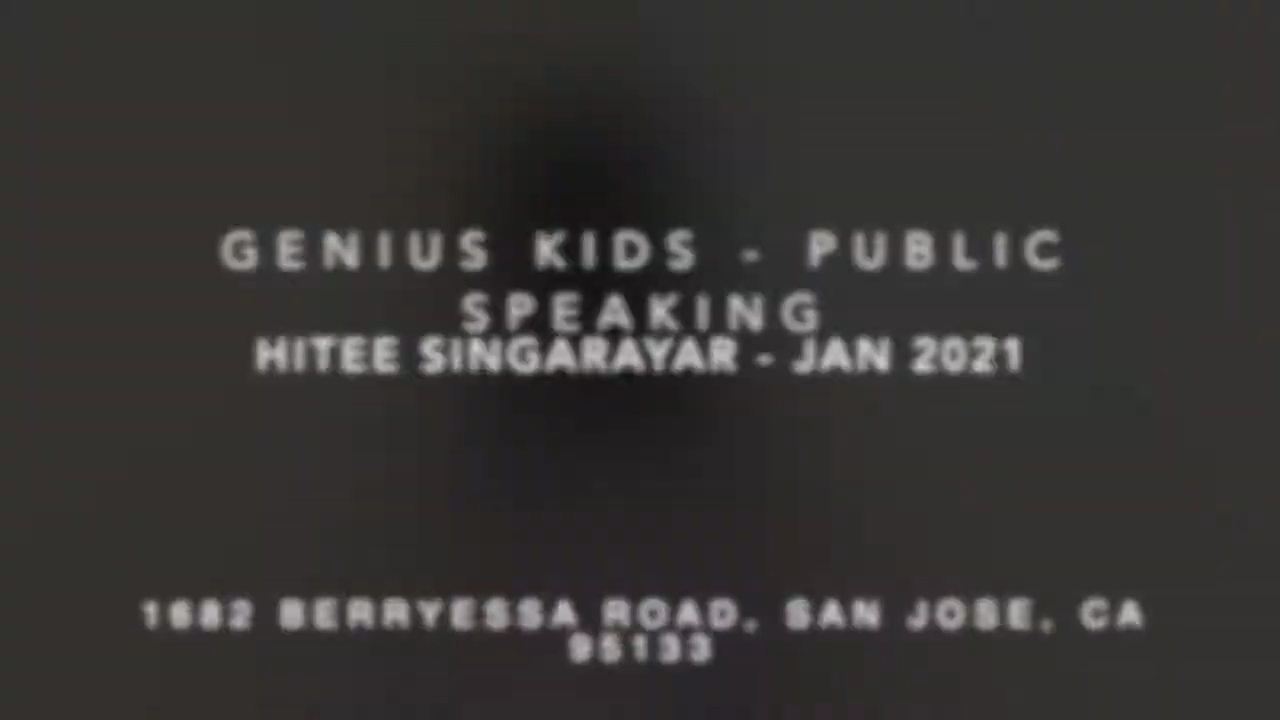 GENIUS KIDS - PUBLIC
SPEAKING
HITEE SINGARAYAR - JAN 2021
1682 BERRYESSA ROAD, SAN JOSE, CA
95133